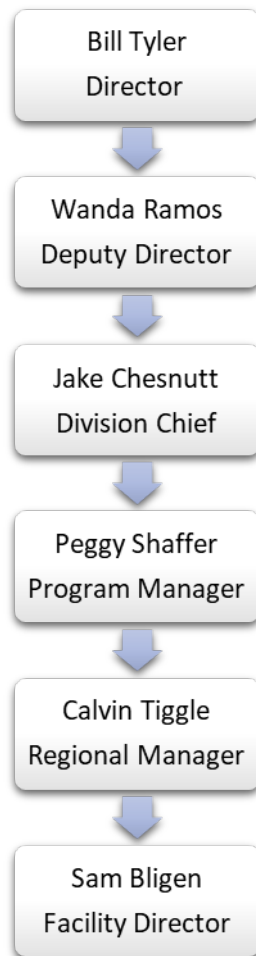 Bill Tyler
Director
Wanda Ramos
Deputy Director
Jake Chesnutt
Division Chief
Peggy Shaffer
Program Manager
Calvin Tiggle
Regional Manager
Sam Bligen
Facility Director